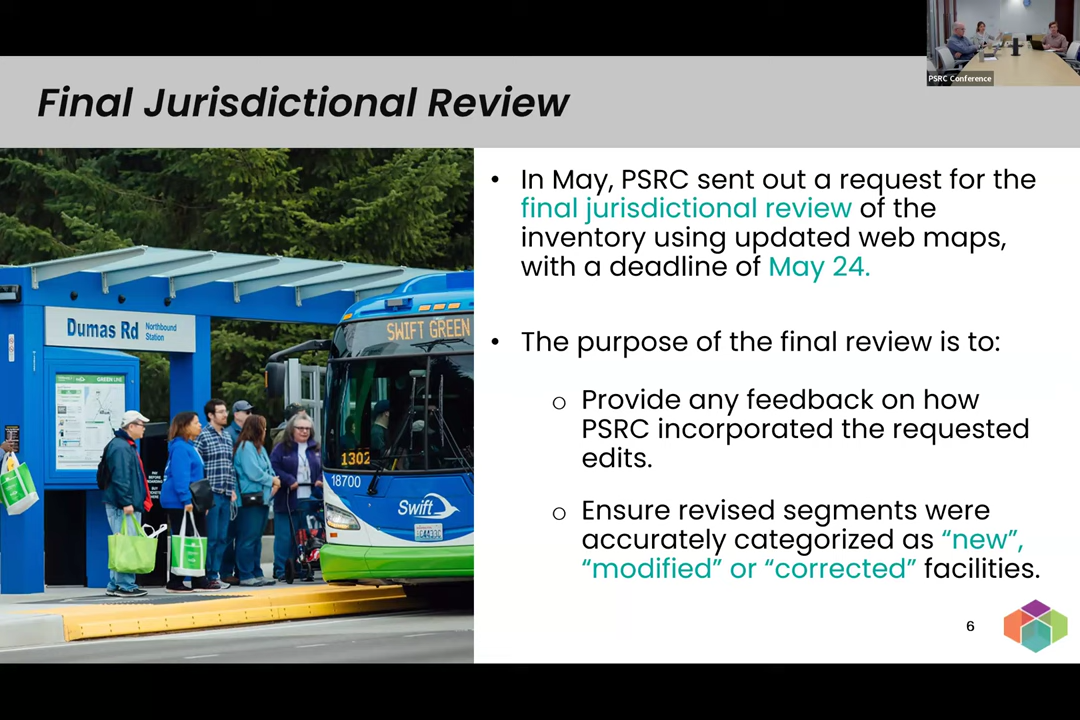 PSRC Conference
Final Jurisdictional Review
• In May, PSRC sent out a request for the
final jurisdictional review of the
inventory using updated web maps,
with a deadline of May 24.
• The purpose of the final review is to:
o Provide any feedback on how
PSRC incorporated the requested
edits.
o Ensure revised segments were
accurately categorized as “new”,
“modified” or “corrected” facilities.
6
Dumas Rd
Northbound
Station
SWIFT GREEN
GREEN LINE
1302
18700
Swift